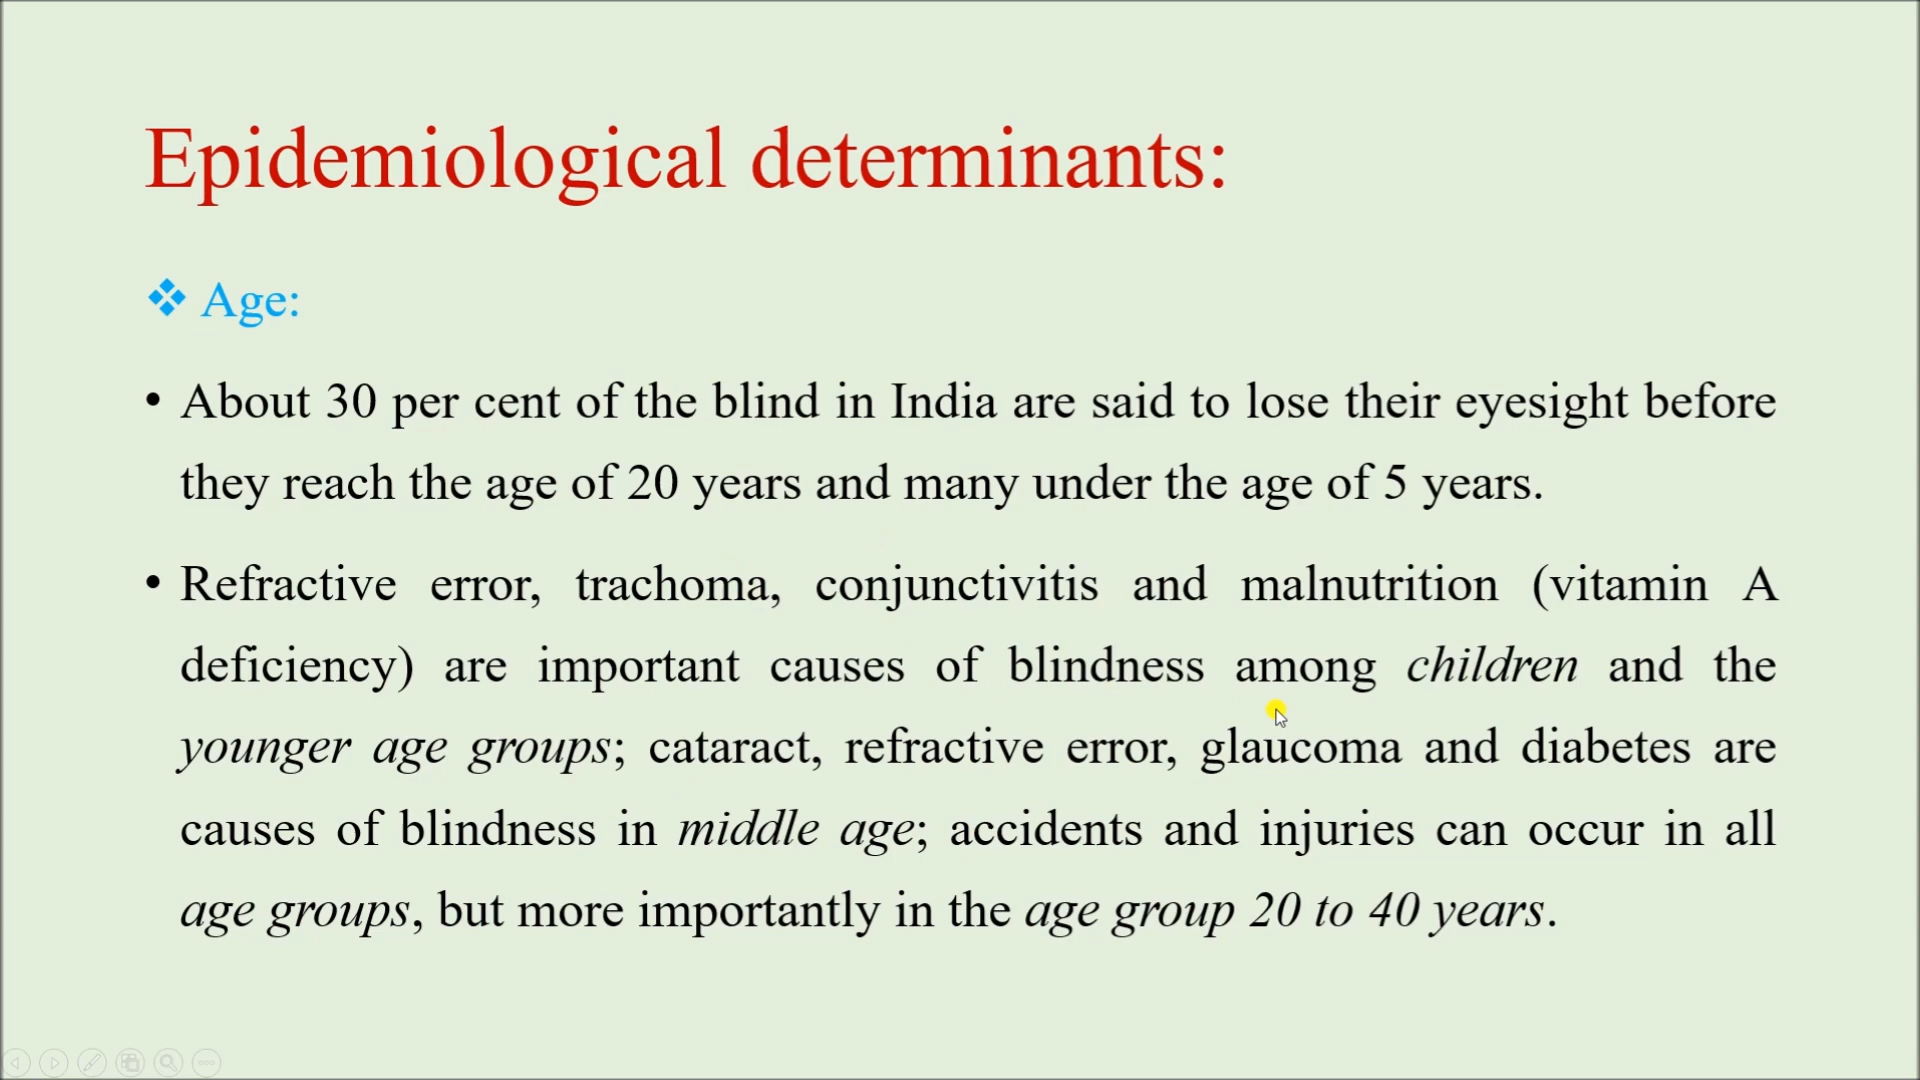 Epidemiological determinants:
❖ Age:
• About 30 per cent of the blind in India are said to lose their eyesight before
they reach the age of 20 years and many under the age of 5 years.
• Refractive error, trachoma, conjunctivitis and malnutrition (vitamin A
deficiency) are important causes of blindness among children and the
younger age groups; cataract, refractive error, glaucoma and diabetes are
causes of blindness in middle age; accidents and injuries can occur in all
age groups, but more importantly in the age group 20 to 40 years.